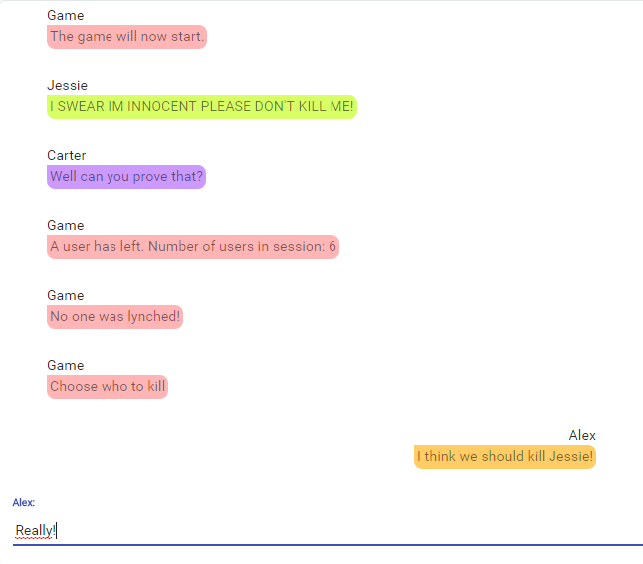 Game
The game will now start.
Jessie
I SWEAR IM INNOCENT PLEASE DON'T KILL ME!
Carter
Well can you prove that?
Game
A user has left. Number of users in session: 6
Game
No one was lynched!
Game
Choose who to kill
Alex
I think we should kill Jessie!
Alex:
Really!